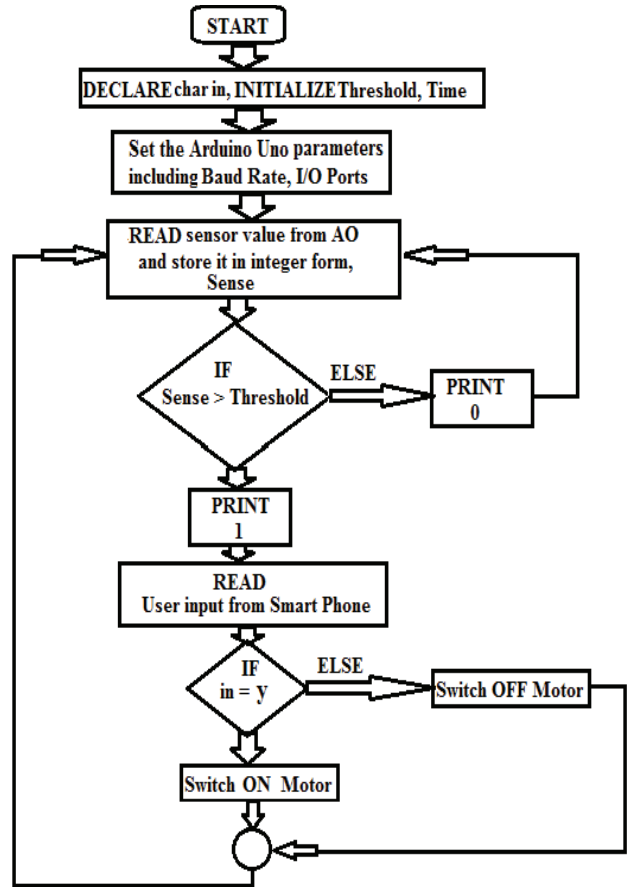 START
DECLARE char in, INITIALIZE Threshold, Time
Set the Arduino Uno parameters
including Baud Rate, I/O Ports
READ sensor value from AO
and store it in integer form,
Sense
IF
Sense > Threshold
ELSE
PRINT
0
PRINT
1
READ
User input from Smart Phone
IF
in = y
ELSE
Switch OFF Motor
Switch ON Motor